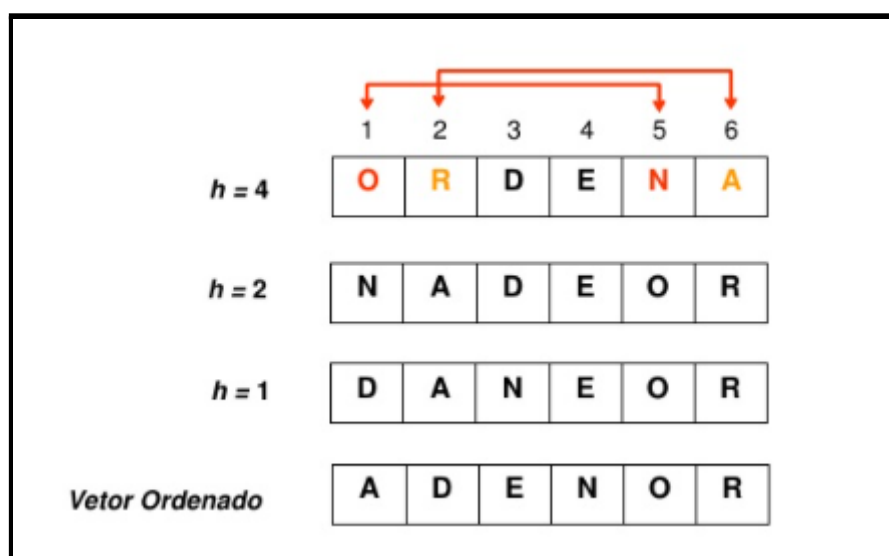 1 2 3 4 5 6
h = 4 O R D E N A
h = 2 N A D E O R
h = 1 D A N E O R
Vetor Ordenado A D E N O R